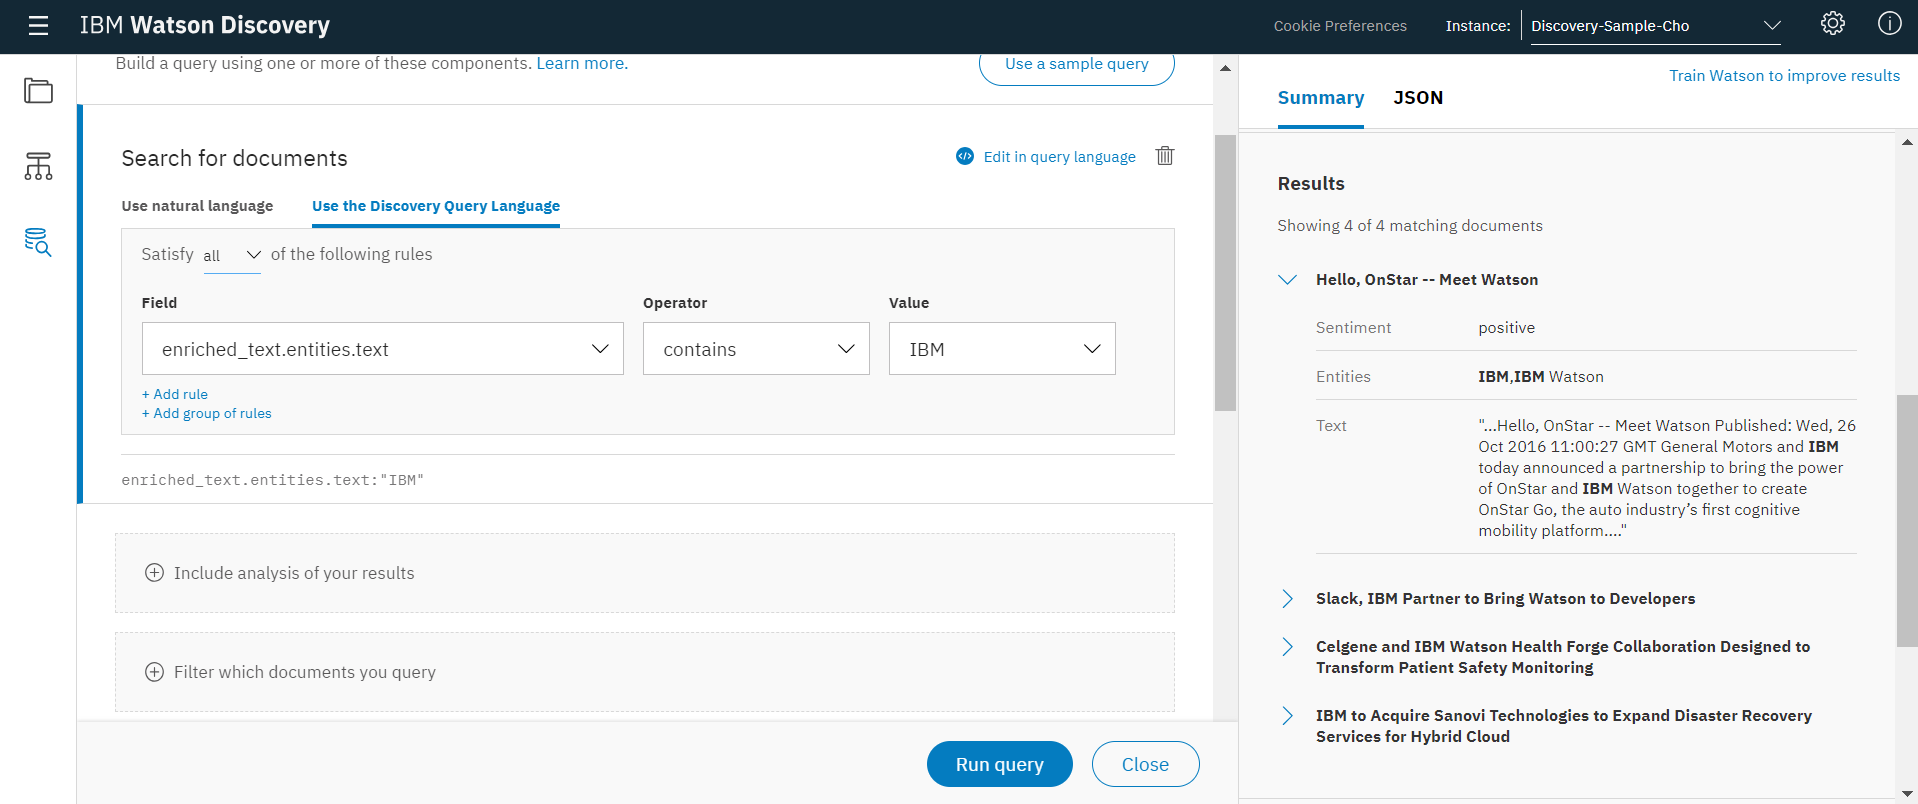 IBM Watson Discovery
Cookie Preferences
Instance:
Discovery-Sample-Cho
Build a query using one or more of these components. Learn more.
Use a sample query
Search for documents
Edit in query language
Use natural language
Use the Discovery Query Language
Satisfy all of the following rules
Field
Operator
Value
enriched_text.entities.text
contains
IBM
+ Add rule
+ Add group of rules
enriched_text.entities.text:"IBM"
Include analysis of your results
Filter which documents you query
Run query
Close
Train Watson to improve results
Summary
JSON
Results
Showing 4 of 4 matching documents
Hello, OnStar -- Meet Watson
Sentiment
positive
Entities
IBM,IBM Watson
Text
"...Hello, OnStar -- Meet Watson Published: Wed, 26
Oct 2016 11:00:27 GMT General Motors and IBM
today announced a partnership to bring the power
of OnStar and IBM Watson together to create
OnStar Go, the auto industry’s first cognitive
mobility platform...."
Slack, IBM Partner to Bring Watson to Developers
Celgene and IBM Watson Health Forge Collaboration Designed to
Transform Patient Safety Monitoring
IBM to Acquire Sanovi Technologies to Expand Disaster Recovery
Services for Hybrid Cloud